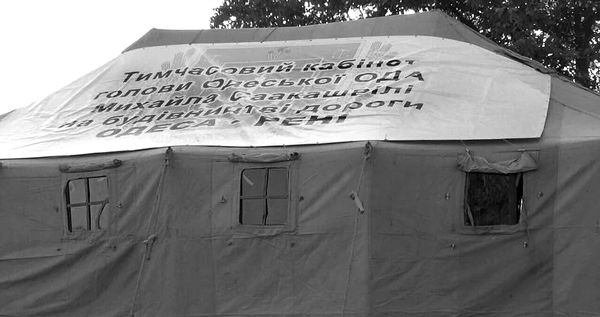 Тимчасовий кабінет
голови Одеської ОДА
Михайла Саакашвілі
на будівництві дороги
ОДЕСА - РЕНІ